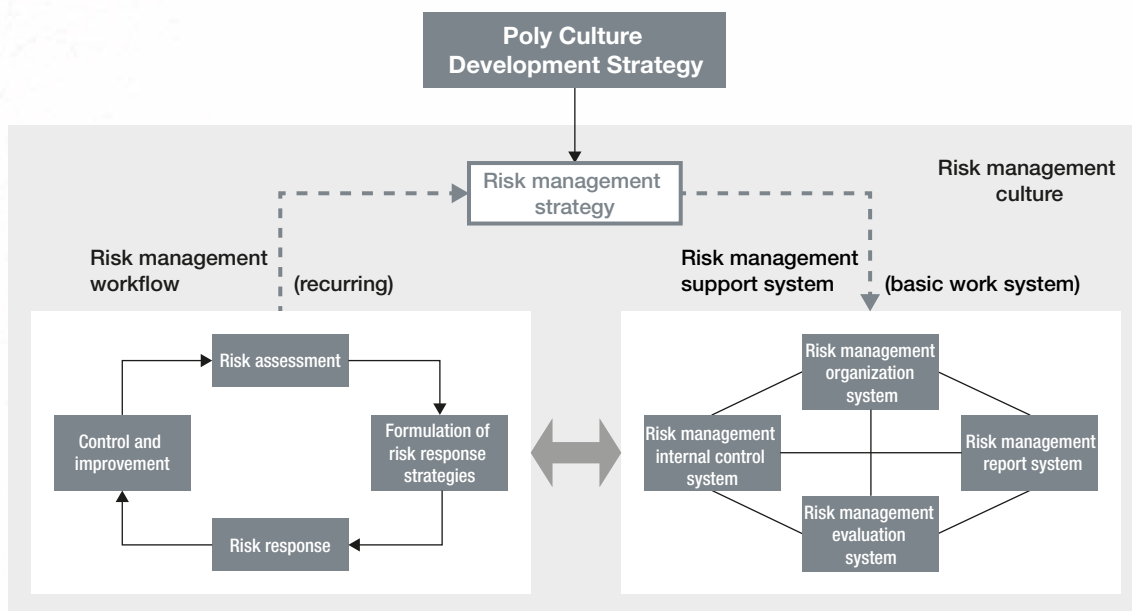 Poly Culture
Development Strategy
Risk management
strategy
Risk management
culture
Risk management
workflow
(recurring)
Risk management
support system
(basic work system)
Risk assessment
Control and
improvement
Formulation of
risk response
strategies
Risk response
Risk management
organization
system
Risk management
internal control
system
Risk management
report system
Risk management
evaluation
system